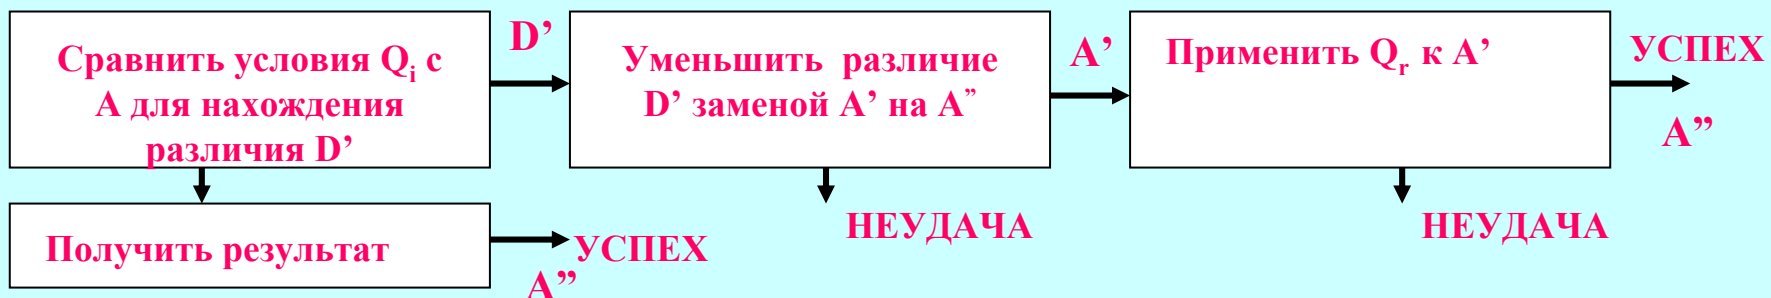 Сравнить условия Qi с
А для нахождения
различия D’
D’
Уменьшить различие
D’ заменой А’ на А”
А’
Применить Qr к А’
УСПЕХ
А”
Получить результат
УСПЕХ
А”
НЕУДАЧА
НЕУДАЧА